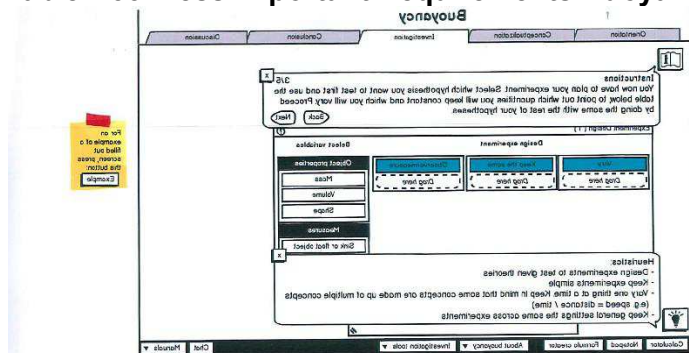 Most Important Requirements
Buoyancy
Orientation
Conceptualization
Investigation
Conclusion
Discussion
Instructions
3/5
x
You now have to plan your experiment. Select which hypothesis you want to test first and use the
table below, to point out which quantities you will keep constant and which you will vary. Proceed
by doing the same with the rest of your hypotheses.
Back
Next
For an
example of a
filled out
screen, press
this button:
Example
Experiment Design [ 1 ]
Design experiment
Select variables
Vary
Keep the same
Drag here
Drag here
Drag here
Object properties
Mass
Volume
Shape
Measures
Sink or float object
x
Heuristics:
- Design experiments to test given theories
- Keep experiments simple
- Vary one thing at a time. Keep in mind that some concepts are made up of multiple concepts
(e.g. speed = distance / time)
- Keep general settings the same across experiments
Calculator
Notepad
Formula creator
About buoyancy ▼
Investigation tools ▼
Chat
Manuals ▼